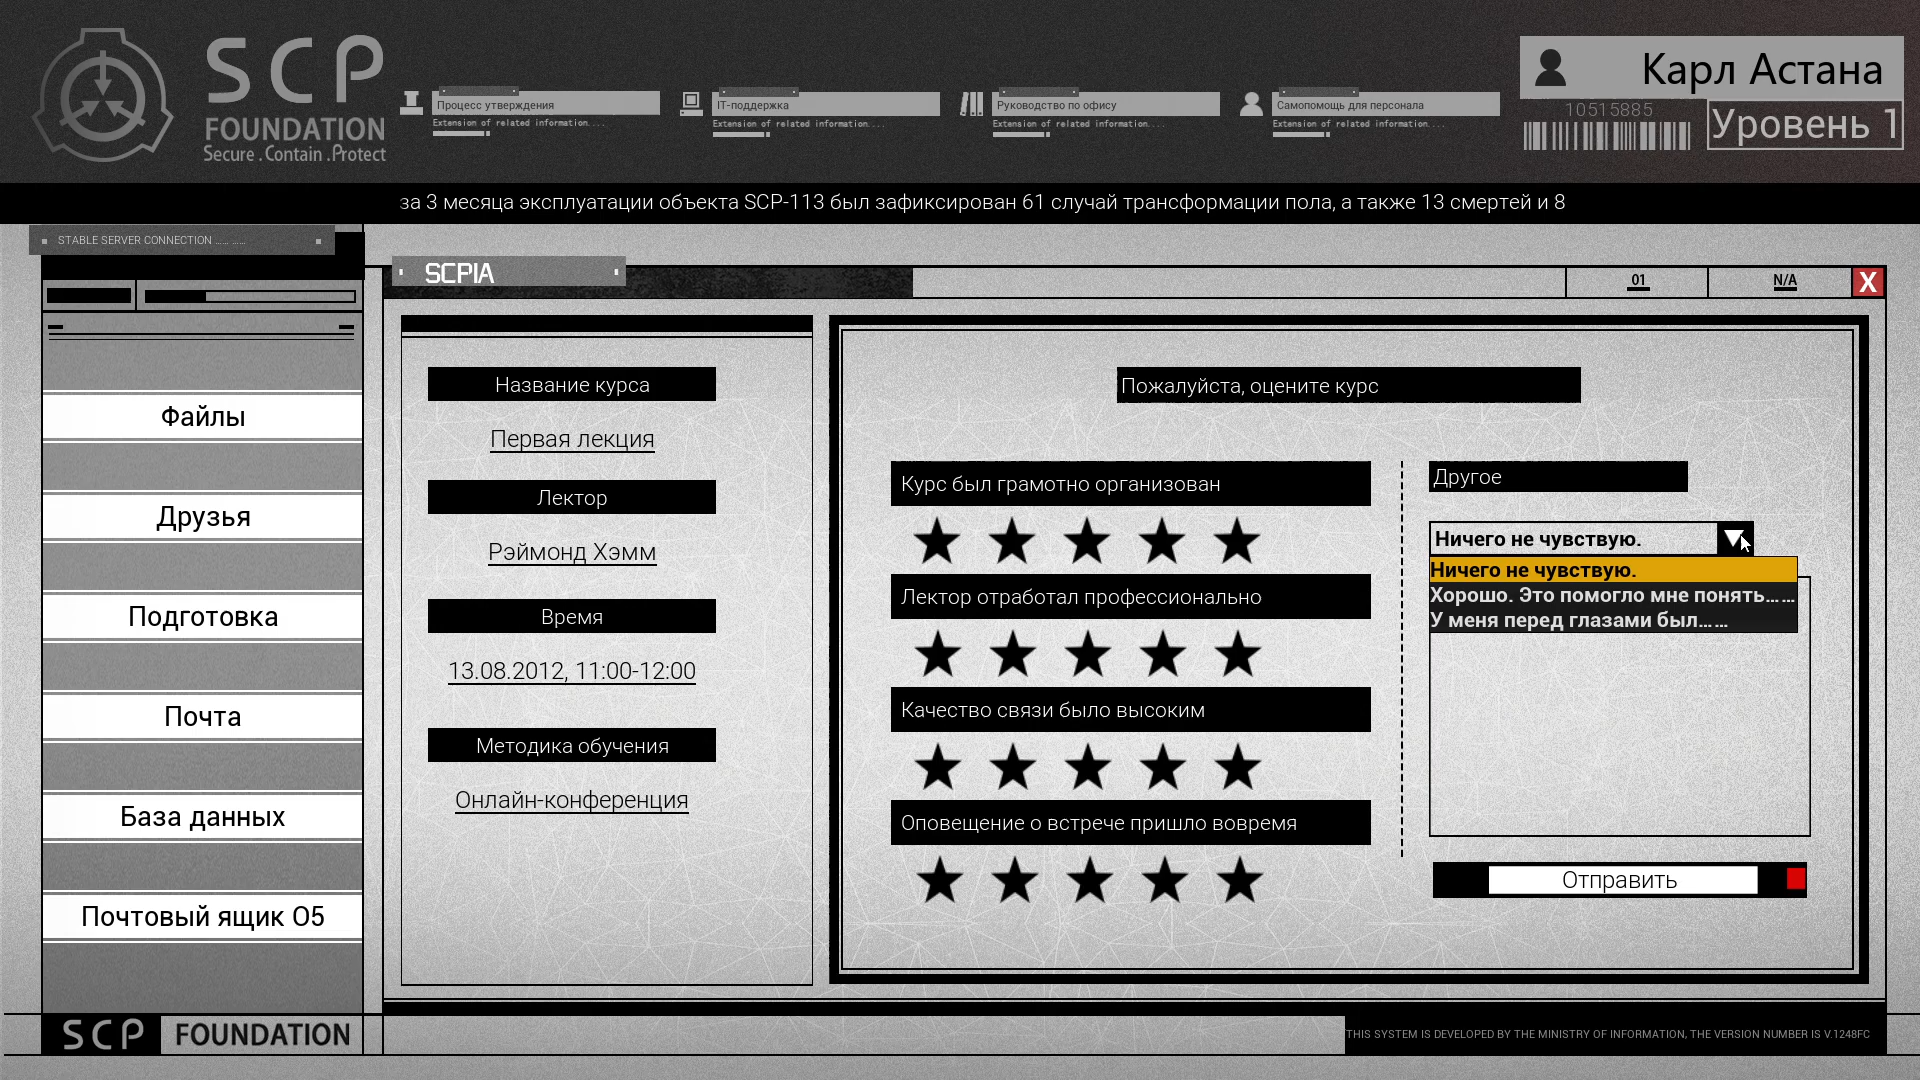 SCP
FOUNDATION
Secure . Contain . Protect
Процесс утверждения
Extension of related information....
IT-поддержка
Extension of related information....
Руководство по офису
Extension of related information....
Самопомощь для персонала
Extension of related information....
Карл Астана
10515885
Уровень 1
за 3 месяца эксплуатации объекта SCP-113 был зафиксирован 61 случай трансформации пола, а также 13 смертей и 8
STABLE SERVER CONNECTION ...... ......
SCPIA
01
N/A
X
Файлы
Друзья
Подготовка
Почта
База данных
Почтовый ящик О5
Название курса
Первая лекция
Лектор
Рэймонд Хэмм
Время
13.08.2012, 11:00-12:00
Методика обучения
Онлайн-конференция
Пожалуйста, оцените курс
Курс был грамотно организован
Лектор отработал профессионально
Качество связи было высоким
Оповещение о встрече пришло вовремя
Другое
Ничего не чувствую.
Ничего не чувствую.
Хорошо. Это помогло мне понять……
У меня перед глазами был……
Отправить
SCP FOUNDATION
THIS SYSTEM IS DEVELOPED BY THE MINISTRY OF INFORMATION, THE VERSION NUMBER IS V.1248FC